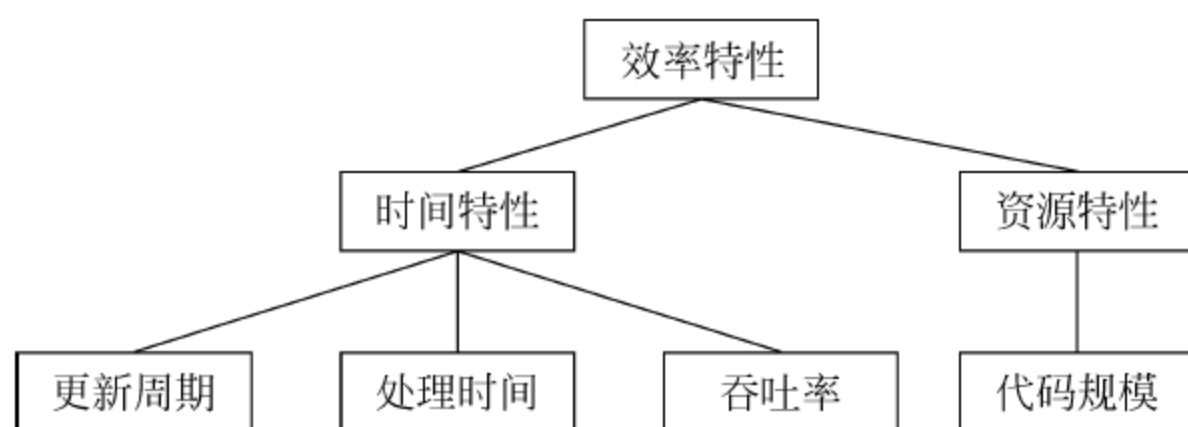 效率特性
时间特性
资源特性
更新周期
处理时间
吞吐率
代码规模